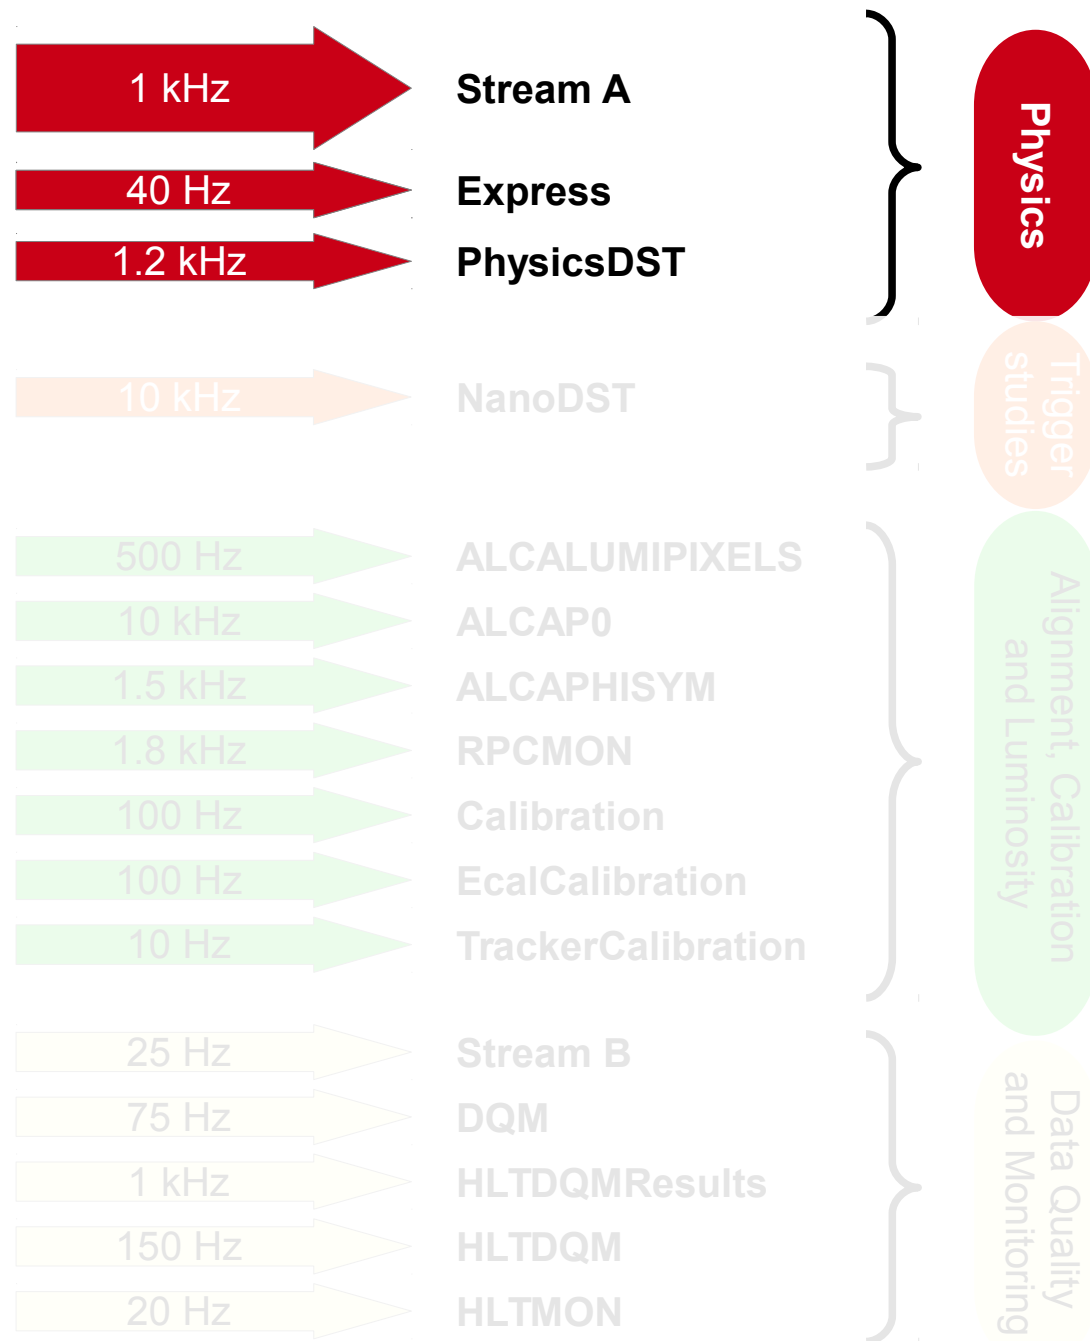 1 kHz Stream A
40 Hz Express
1.2 kHz PhysicsDST
Physics
10 kHz NanoDST
Trigger
studies
500 Hz ALCALUMIPIXELS
10 kHz ALCAP0
1.5 kHz ALCAPHISYM
1.8 kHz RPCMON
100 Hz Calibration
100 Hz EcalCalibration
10 Hz TrackerCalibration
Alignment, Calibration
and Luminosity
25 Hz Stream B
75 Hz DQM
1 kHz HLTDQMResults
150 Hz HLTDQM
20 Hz HLTMON
Data Quality
and Monitoring